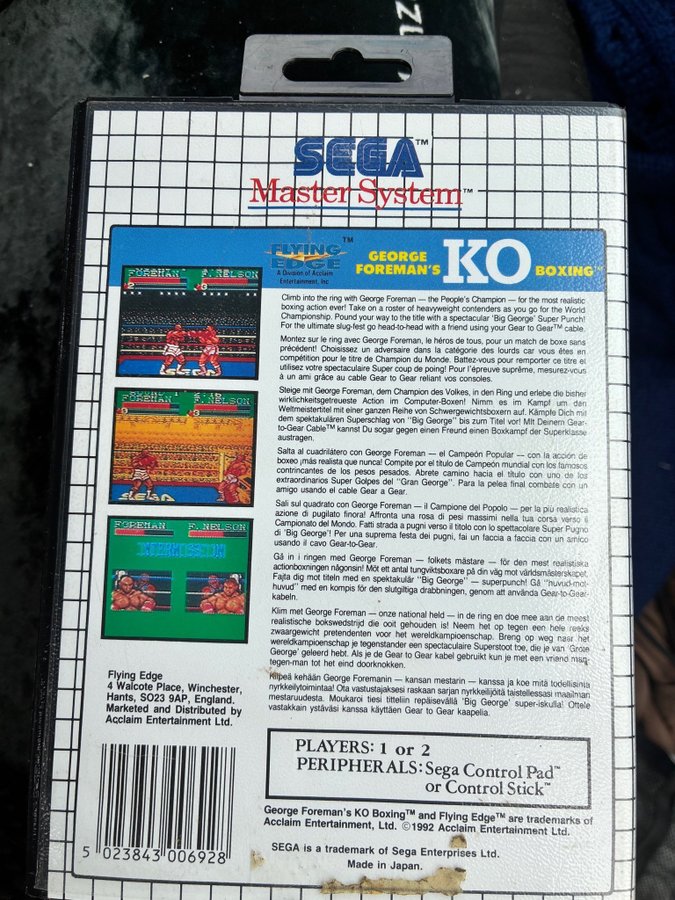 SEGA™
Master System™
FLYING EDGE™
A Division of Acclaim
Entertainment, Inc
GEORGE FOREMAN'S KO BOXING™
FOREMAN F. NELSON
2 3
Climb into the ring with George Foreman — the People's Champion — for the most realistic
boxing action ever! Take on a roster of heavyweight contenders as you go for the World
Championship. Pound your way to the title with a spectacular 'Big George' Super Punch!
For the ultimate slug-fest go head-to-head with a friend using your Gear to Gear™ cable.
Montez sur le ring avec George Foreman, le héros de tous, pour un match de boxe sans
précédent! Choisissez un adversaire dans la catégorie des lourds car vous êtes en
compétition pour le titre de Champion du Monde. Battez-vous pour remporter ce titre et
utilisez votre spectaculaire Super coup de poing! Pour l'épreuve suprême, mesurez-vous
à un ami grâce au cable Gear to Gear reliant vos consoles.
Steige mit George Foreman, dem Champion des Volkes, in den Ring und erlebe die bisher
wirklichkeitsgetreueste Action im Computer-Boxen! Nimm es im Kampf um den
Weltmeistertitel mit einer ganzen Reihe von Schwergewichtsboxern auf. Kämpfe Dich mit
dem spektakulären Superschlag von "Big George" bis zum Titel vor! MIt Deinem Gear-
to-Gear Cable™ kannst Du sogar gegen einen Freund einen Boxkampf der Superklasse
austragen.
Salta al cuadrilátero con George Foreman — el Campeón Popular — con la acción de
boxeo ¡más realista que nunca! Compite por el título de Campeón mundial con los famosos
contrincantes de los pesos pesados. Abrete camino hacia el título con uno de los
extraordinarios Super Golpes del "Gran George". Para la pelea final combate con un
amigo usando el cable Gear a Gear.
Sali sul quadrato con George Foreman — il Campione del Popolo — per la piu realistica
azione di pugilato finora! Affronta una rosa di pesi massimi nella tua corsa verso il
Campionato del Mondo. Fatti strada a pugni verso il titolo con lo spettacolare Super Pugno
di 'Big George'! Per una suprema festa dei pugni, fai un faccia a faccia con un amico
usando il cavo Gear-to-Gear.
Gå in i ringen med George Foreman — folkets mästare — för den mest realistiska
actionboxningen någonsin! Möt ett antal tungviktsboxare på din väg mot världsmästerskapet.
Fajta dig mot titeln med en spektakulär "Big George" — superpunch! Gå "huvud-mot-
huvud" med en kompis för den slutgiltiga drabbningen, genom att använda Gear-to-Gear-
kabeln.
Klim met George Foreman — onze nationall held — in de ring en doe mee aan de meest
realistische bokswedstrijd die ooit gehouden is! Neem het op tegen een hele reeks
zwaargewicht pretendenten voor het wereldkampioenschap. Breng op weg naar het
wereldkampioenschap je tegenstander een spectaculaire Superstoot toe, die je van 'Grote
George' geleerd hebt. Als je de Gear to Gear kabel gebruikt kun je met een vriend man-
tegen-man tot het eind doorknokken.
Kiipeä kehään George Foremanin — kansan mestarin — kanssa ja koe mitä todellisinta
nyrkkeilytoimintaa! Ota vastustajaksesi raskaan sarjan nyrkkeilijöitä taistellessasi maailman
mestaruudesta. Moukaroi tiesi titteliin repäisevällä 'Big George' super-iskulla! Ottele
vastakkain ystäväsi kanssa käyttäen Gear to Gear kaapelia.
FOREMAN F. NELSON
FOREMAN F. NELSON
INTERMISSION
Flying Edge
4 Walcote Place, Winchester,
Hants, SO23 9AP, England.
Marketed and Distributed by
Acclaim Entertainment Ltd.
PLAYERS: 1 or 2
PERIPHERALS: Sega Control Pad™
or Control Stick™
George Foreman's KO Boxing™ and Flying Edge™ are trademarks of
Acclaim Entertainment, Ltd. ©1992 Acclaim Entertainment Ltd.
SEGA is a trademark of Sega Enterprises Ltd.
Made in Japan.
5 023843 006928